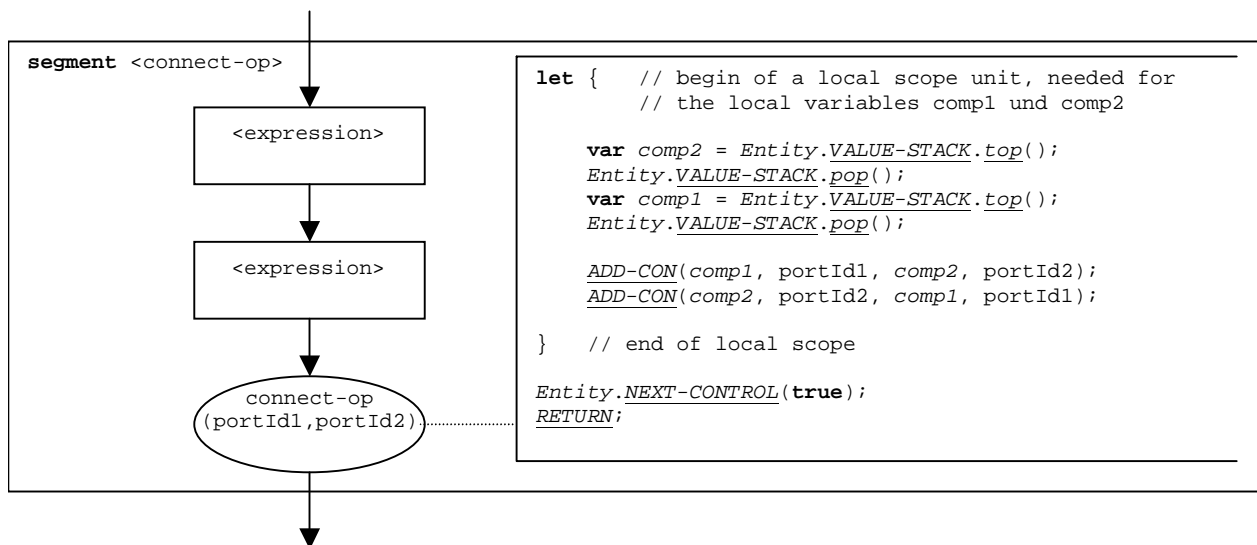 segment <connect-op>
<expression>
<expression>
connect-op
(portId1,portId2)
let {   // begin of a local scope unit, needed for
// the local variables comp1 und comp2
var comp2 = Entity.VALUE-STACK.top();
Entity.VALUE-STACK.pop();
var comp1 = Entity.VALUE-STACK.top();
Entity.VALUE-STACK.pop();
ADD-CON(comp1, portId1, comp2, portId2);
ADD-CON(comp2, portId2, comp1, portId1);
}   // end of local scope
Entity.NEXT-CONTROL(true);
RETURN;